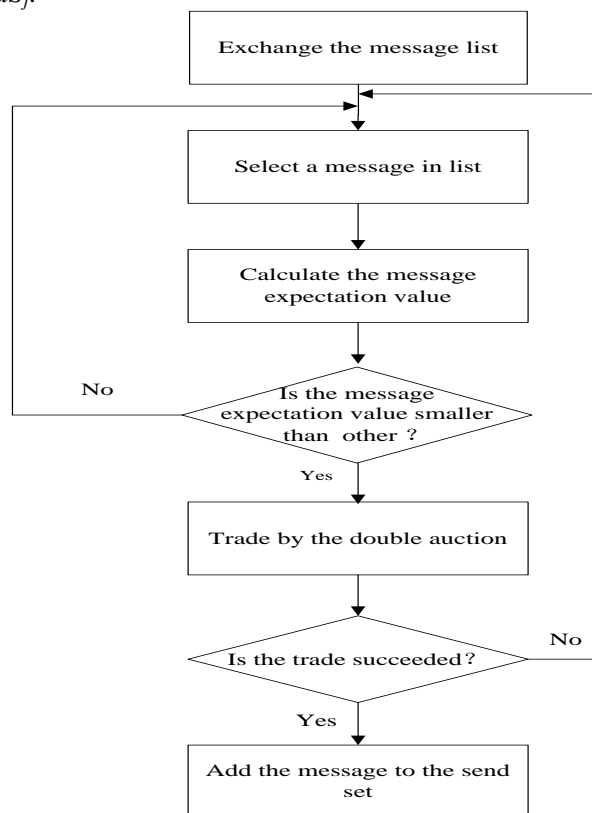 Exchange the message list
Select a message in list
Calculate the message
expectation value
Is the message
expectation value smaller
than other ?
No
Yes
Trade by the double auction
Is the trade succeeded?
No
Yes
Add the message to the send
set